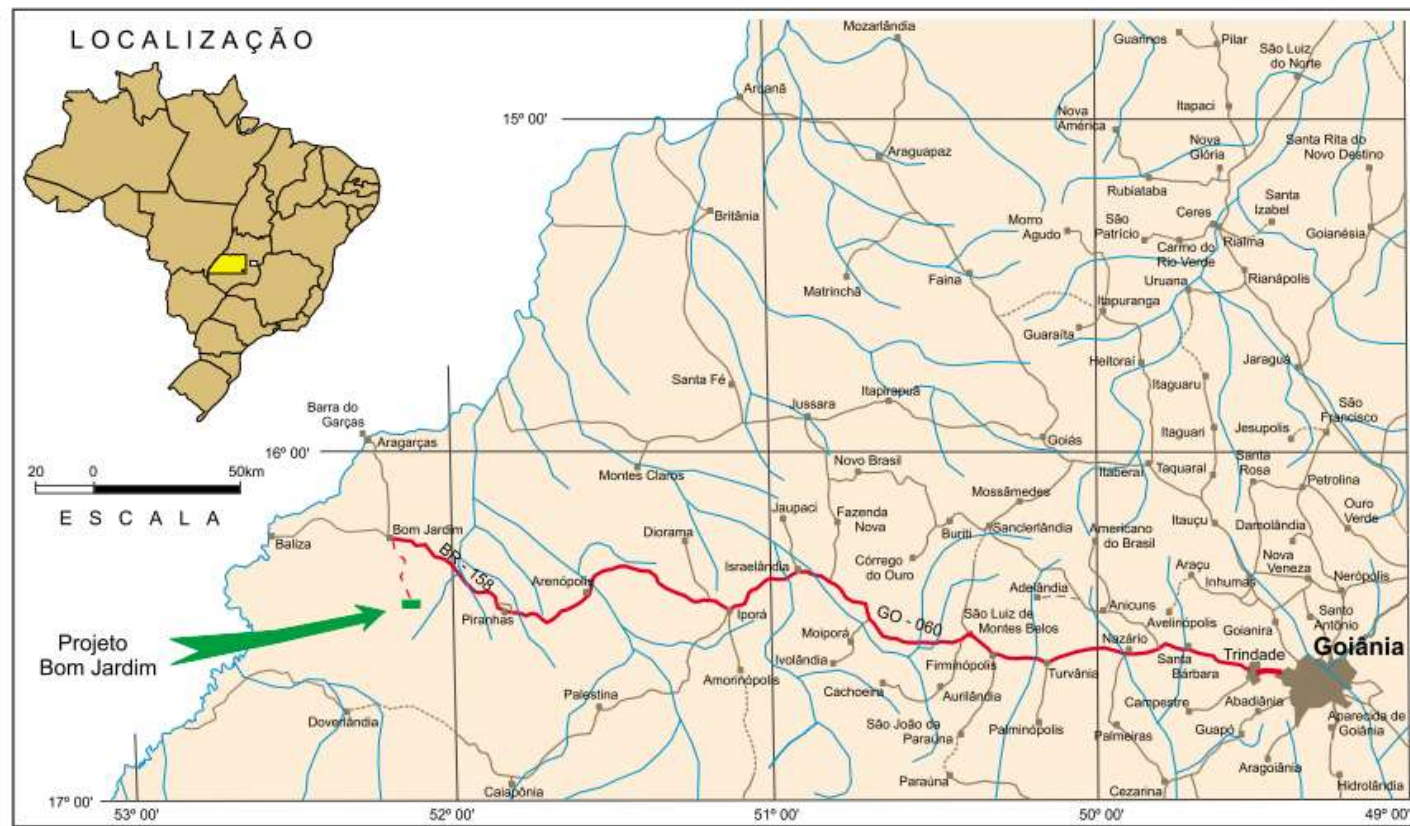 LOCALIZAÇÃO
Mozarlândia
Guarinos
Pilar
São Luiz
do Norte
Aruanã
15º 00'
Itapaci
Nova
América
Araguapaz
Nova
Glória
Santa Rita do
Novo Destino
Rubiataba
Britânia
Morro
Agudo
São
Patrício
Ceres
Santa
Izabel
Carmo do
Rio Verde
Rialma
Goianésia
Matrinchã
Faina
Uruana
Rianápolis
Itapuranga
Guaraíta
Heitoraí
Jaraguá
Santa Fé
Itapirapuã
Itaguaru
Jussara
São
Francisco
Barra do
Garças
Aragarças
Goiás
Itaguari
Jesupolis
16º 00'
20 0 50km
ESCALA
Montes Claros
Novo Brasil
Itaberaí
Taquaral
Santa
Rosa
Petrolina
Mossâmedes
Bom Jardim
Baliza
Diorama
Jaupaci
Fazenda
Nova
Buriti
Sanclerlândia
Americano
do Brasil
Itauçu
Damolândia
Ouro
Verde
BR - 158
Arenópolis
Israelândia
Córrego
do Ouro
Adelândia
Araçu
Inhumas
Nova
Veneza
Nerópolis
Piranhas
Iporá
GO - 060
São Luiz de
Montes Belos
Anicuns
Avelinópolis
Goianira
Santo
Antônio
Projeto
Bom Jardim
Moiporá
Ivolândia
Nazário
Goiânia
Trindade
Amorinópolis
Firminópolis
Turvânia
Santa
Bárbara
Palestina
Cachoeira
Aurilândia
Campestre
Abadiânia
Doverlândia
São João da
Paraúna
Palminópolis
Palmeiras
Guapó
Aparecida de
Goiânia
Aragoiânia
Caiapônia
Paraúna
Cezarina
Hidrolândia
17º 00'
53º 00'
52º 00'
51º 00'
50º 00'
49º 00'